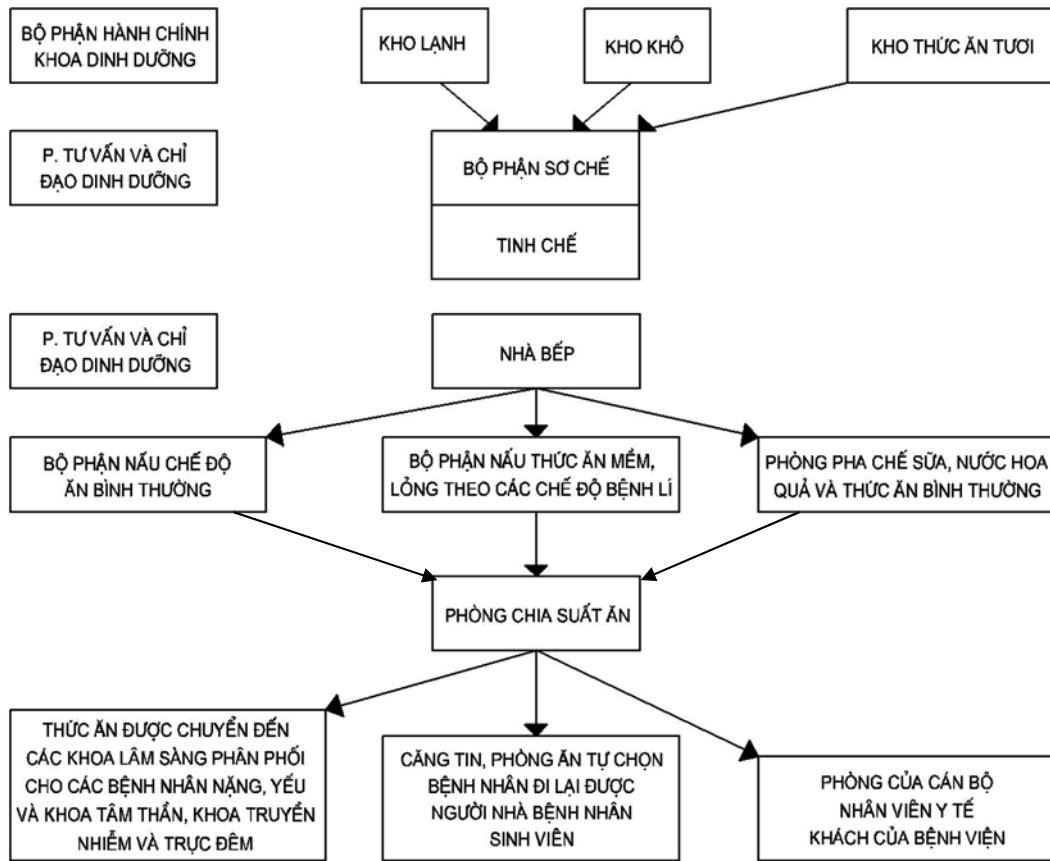 BỘ PHẬN HÀNH CHÍNH
KHOA DINH DƯỠNG
KHO LẠNH
KHO KHÔ
KHO THỨC ĂN TƯƠI
P. TƯ VẤN VÀ CHỈ
ĐẠO DINH DƯỠNG
BỘ PHẬN SƠ CHẾ
TINH CHẾ
P. TƯ VẤN VÀ CHỈ
ĐẠO DINH DƯỠNG
NHÀ BẾP
BỘ PHẬN NẤU CHẾ ĐỘ
ĂN BÌNH THƯỜNG
BỘ PHẬN NẤU THỨC ĂN MỀM,
LỎNG THEO CÁC CHẾ ĐỘ BỆNH LÍ
PHÒNG PHA CHẾ SỮA, NƯỚC HOA
QUẢ VÀ THỨC ĂN BÌNH THƯỜNG
PHÒNG CHIA SUẤT ĂN
THỨC ĂN ĐƯỢC CHUYỂN ĐẾN
CÁC KHOA LÂM SÀNG PHÂN PHỐI
CHO CÁC BỆNH NHÂN NẶNG, YẾU
VÀ KHOA TÂM THẦN, KHOA TRUYỀN
NHIỄM VÀ TRỰC ĐÊM
CĂNG TIN, PHÒNG ĂN TỰ CHỌN
BỆNH NHÂN ĐI LẠI ĐƯỢC
NGƯỜI NHÀ BỆNH NHÂN
SINH VIÊN
PHÒNG CỦA CÁN BỘ
NHÂN VIÊN Y TẾ
KHÁCH CỦA BỆNH VIỆN